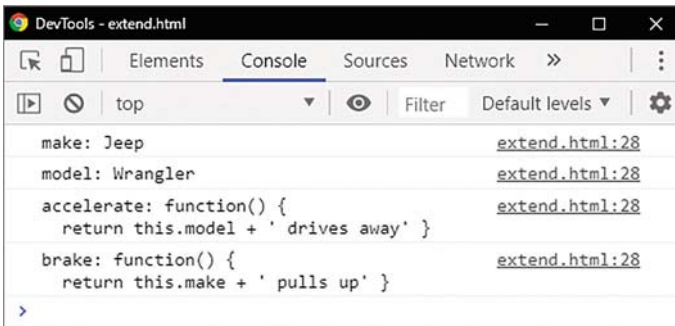 DevTools - extend.html
Elements Console Sources Network »
top Filter Default levels
make: Jeep extend.html:28
model: Wrangler extend.html:28
accelerate: function() { extend.html:28
return this.model + ' drives away' }
brake: function() { extend.html:28
return this.make + ' pulls up' }
>